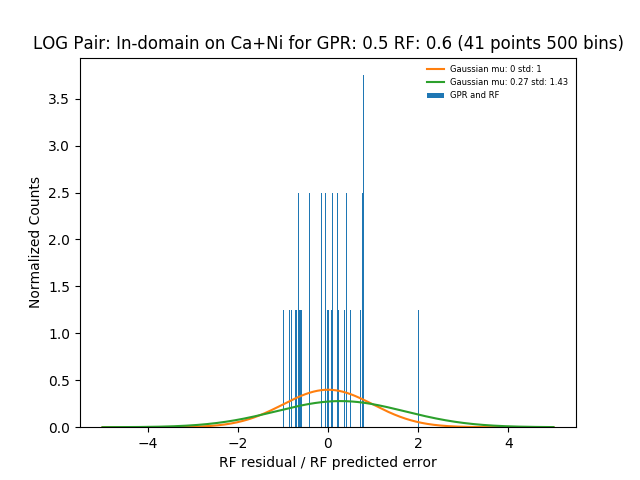 LOG Pair: In-domain on Ca+Ni for GPR: 0.5 RF: 0.6 (41 points 500 bins)
Gaussian mu: 0 std: 1
Gaussian mu: 0.27 std: 1.43
GPR and RF
Normalized Counts
3.5
3.0
2.5
2.0
1.5
1.0
0.5
0.0
−4
−2
0
2
4
RF residual / RF predicted error